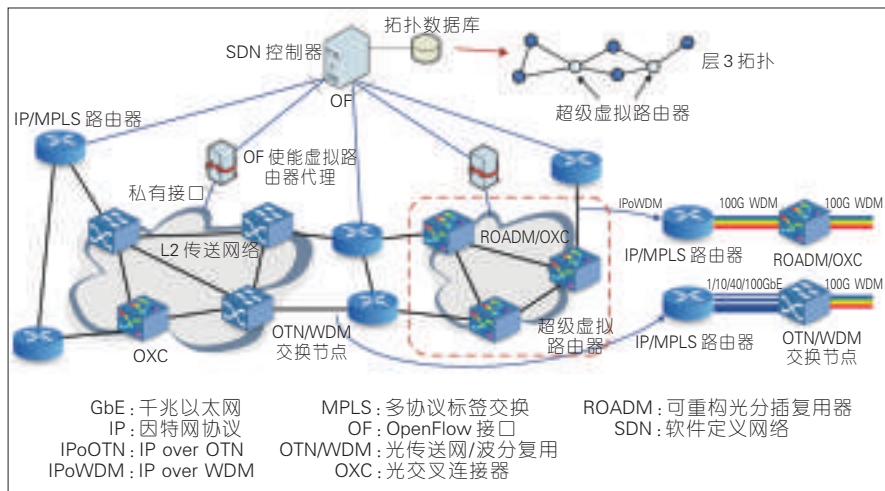 拓扑数据库
SDN 控制器
层 3 拓扑
OF
超级虚拟路由器
IP/MPLS 路由器
OF 使能虚拟路
由器代理
私有接口
IPoWDM
100G WDM
100G WDM
ROADM/OXC
L2 传送网络
IP/MPLS 路由器
ROADM/OXC
1/10/40/100GbE
100G WDM
超级虚拟
路由器
OTN/WDM
交换节点
OXC
IP/MPLS 路由器
OTN/WDM
交换节点
GbE：千兆以太网
IP：因特网协议
IPoOTN：IP over OTN
IPoWDM：IP over WDM
MPLS：多协议标签交换
OF：OpenFlow 接口
OTN/WDM：光传送网/波分复用
OXC：光交叉连接器
ROADM：可重构光分插复用器
SDN：软件定义网络